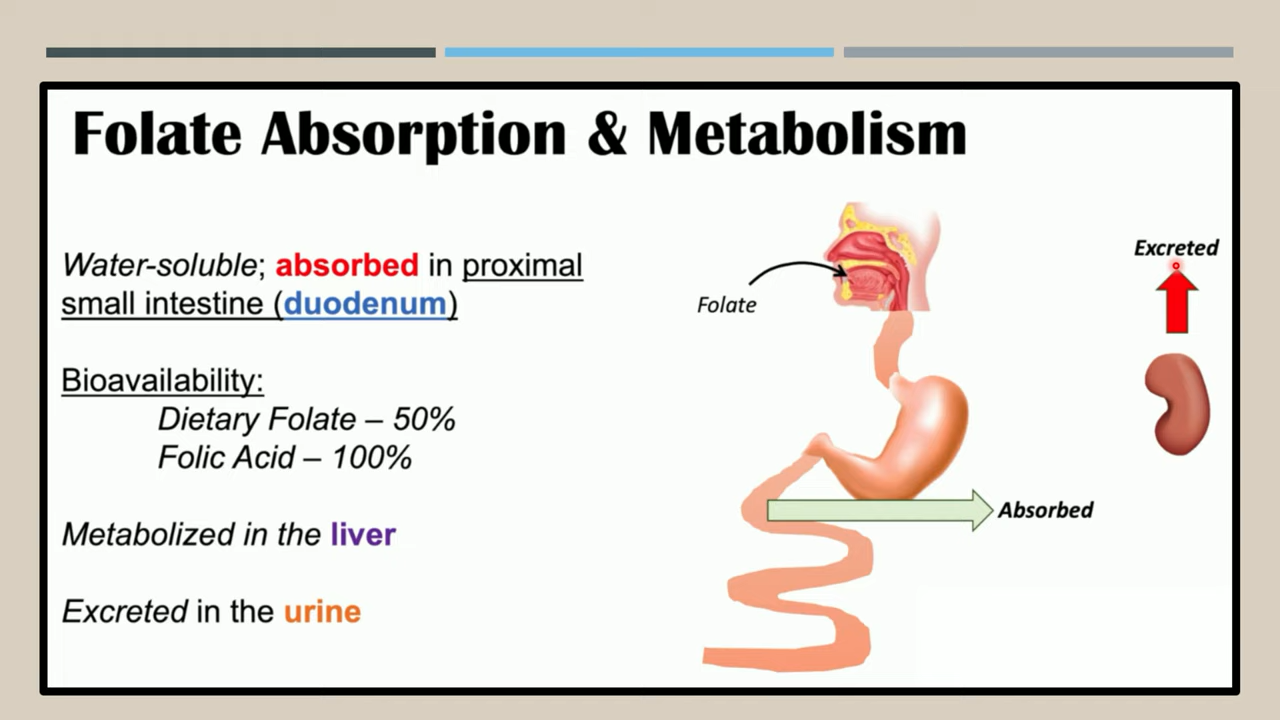 Folate Absorption & Metabolism
Water-soluble; absorbed in proximal
small intestine (duodenum)
Bioavailability:
Dietary Folate – 50%
Folic Acid – 100%
Metabolized in the liver
Excreted in the urine
Folate
Excreted
Absorbed